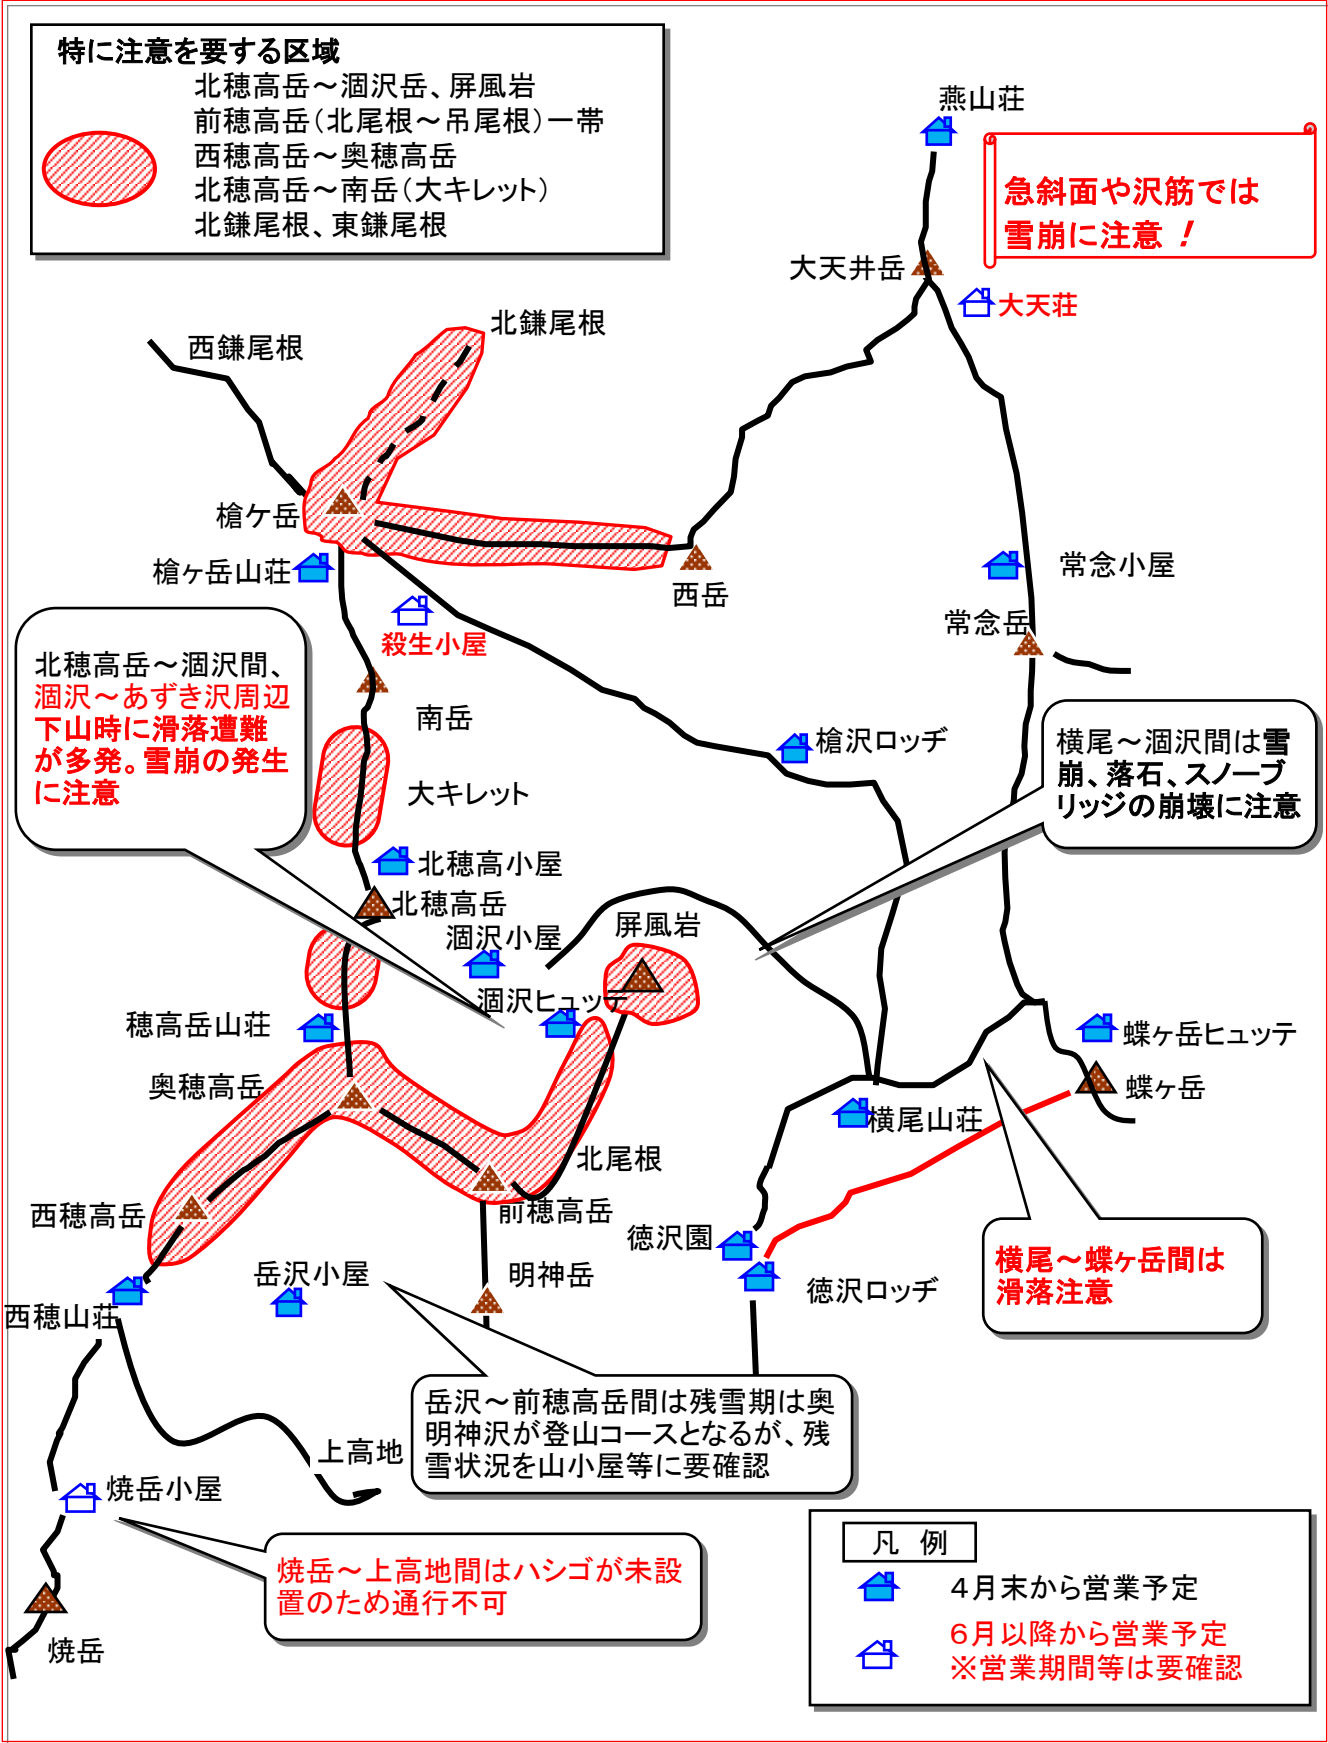 特に注意を要する区域
北穂高岳～涸沢岳、屏風岩
前穂高岳（北尾根～吊尾根）一帯
西穂高岳～奥穂高岳
北穂高岳～南岳（大キレット）
北鎌尾根、東鎌尾根
燕山荘
急斜面や沢筋では
雪崩に注意！
大天井岳
大天荘
北鎌尾根
西鎌尾根
槍ケ岳
槍ヶ岳山荘
西岳
常念小屋
常念岳
殺生小屋
北穂高岳～涸沢間、
涸沢～あずき沢周辺
下山時に滑落遭難
が多発。雪崩の発生
に注意
南岳
槍沢ロッヂ
横尾～涸沢間は雪
崩、落石、スノーブ
リッジの崩壊に注意
大キレット
北穂高小屋
北穂高岳
涸沢小屋
屏風岩
涸沢ヒュッテ
穂高岳山荘
蝶ヶ岳ヒュッテ
奥穂高岳
蝶ヶ岳
横尾山荘
北尾根
西穂高岳
前穂高岳
徳沢園
横尾～蝶ヶ岳間は
滑落注意
岳沢小屋
明神岳
徳沢ロッヂ
西穂山荘
岳沢～前穂高岳間は残雪期は奥
明神沢が登山コースとなるが、残
雪状況を山小屋等に要確認
上高地
焼岳小屋
焼岳～上高地間はハシゴが未設
置のため通行不可
焼岳
凡 例
４月末から営業予定
６月以降から営業予定
※営業期間等は要確認